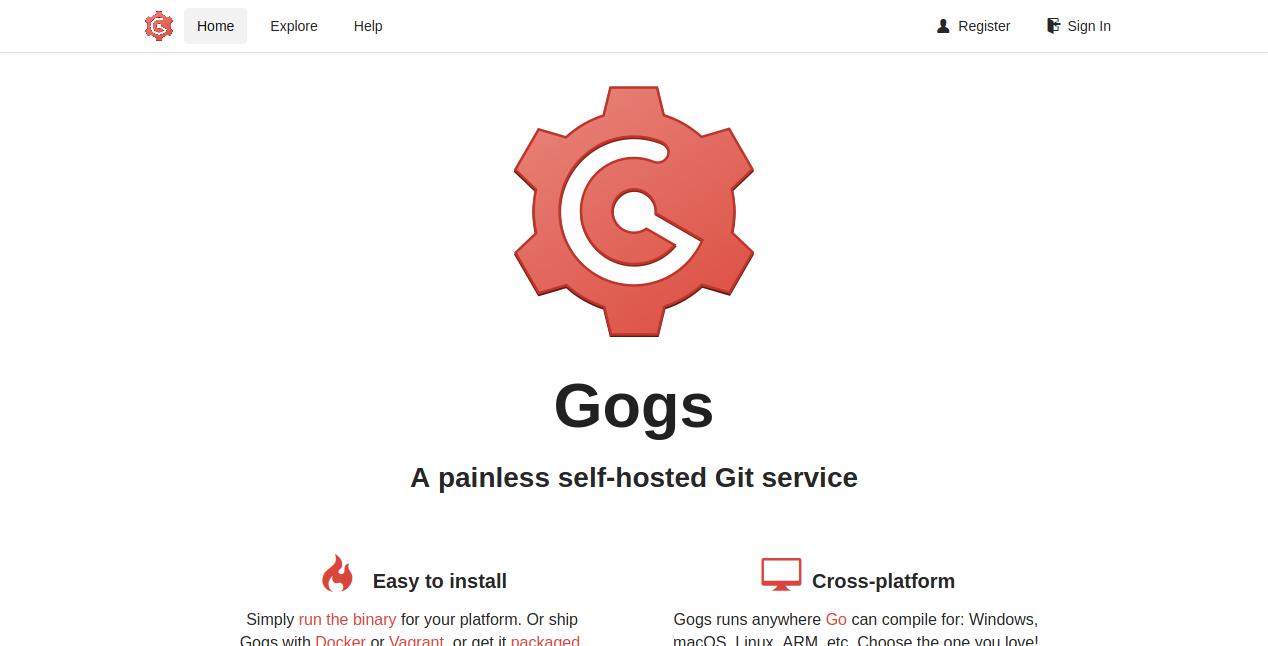 Home Explore Help Register Sign In
Gogs
A painless self-hosted Git service
Easy to install
Simply run the binary for your platform. Or ship
Gogs with Docker or Vagrant, or get it packaged.
Cross-platform
Gogs runs anywhere Go can compile for: Windows,
macOS, Linux, ARM, etc. Choose the one you love!